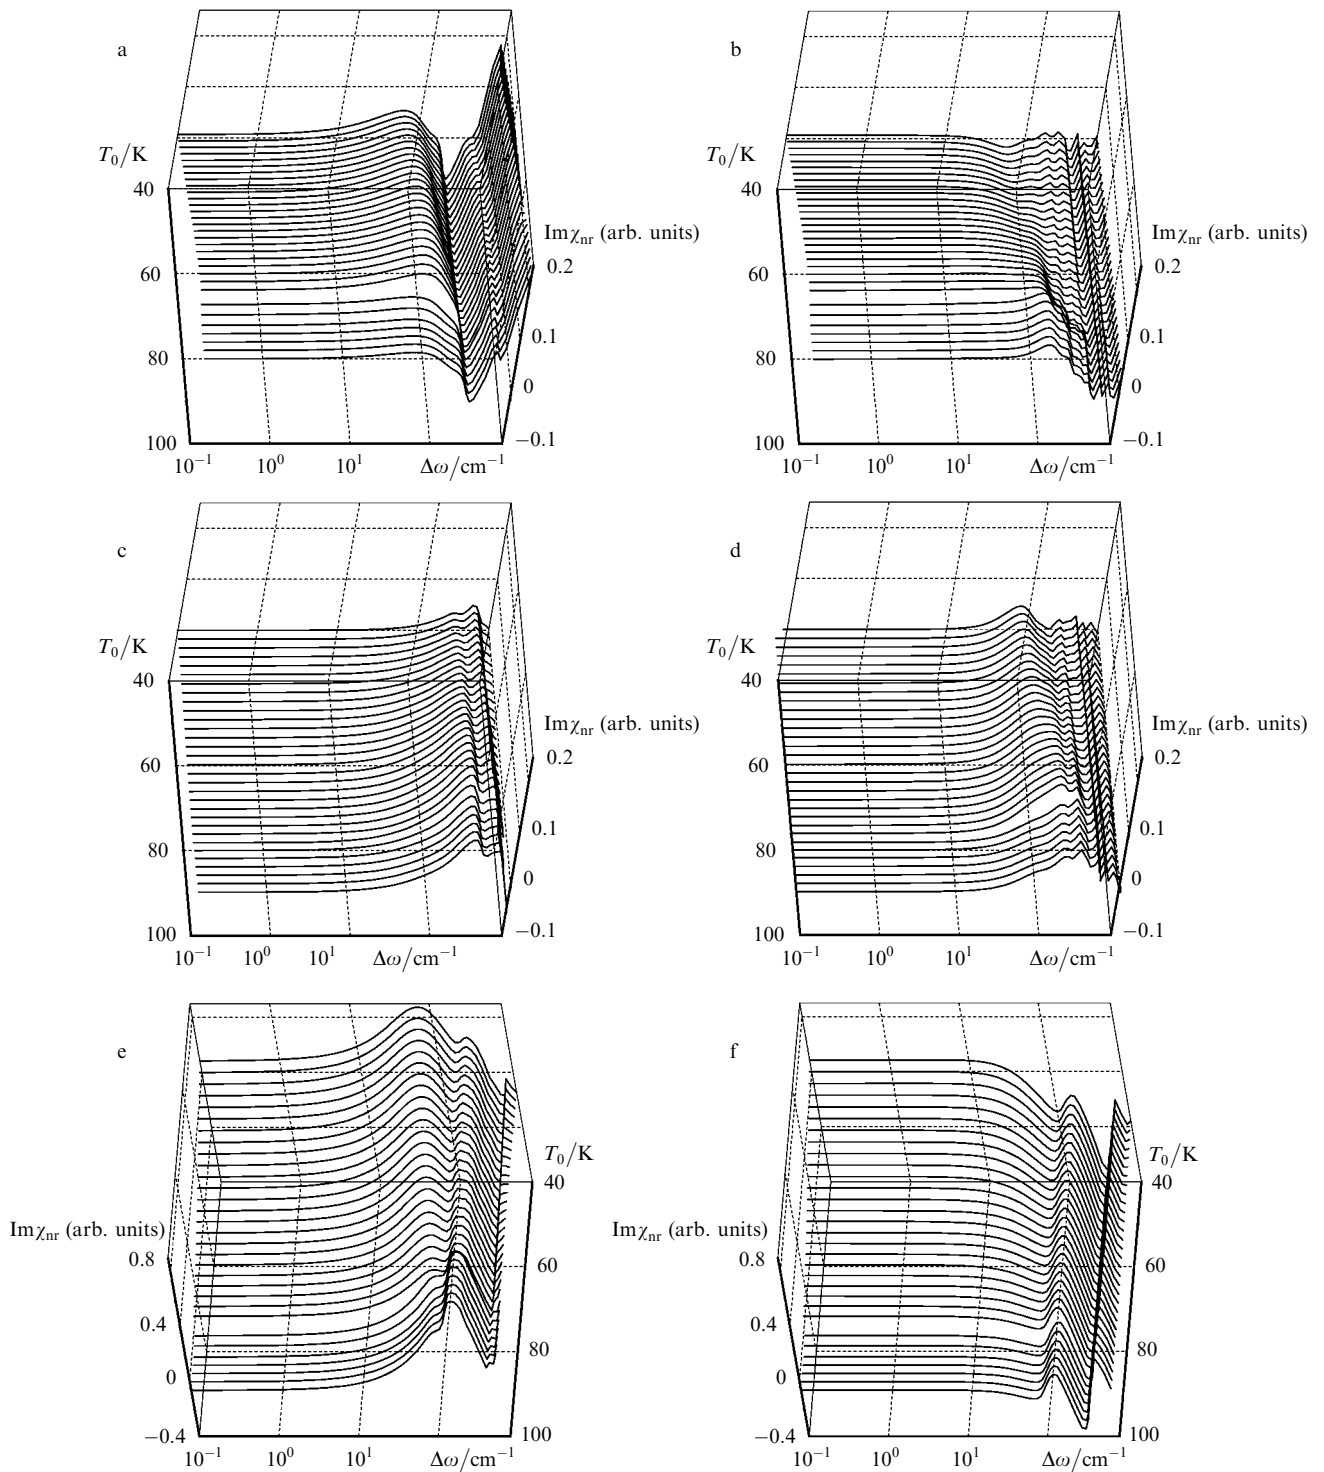 a
T₀/K
40
60
80
100
10⁻¹
10⁰
10¹
Δω/cm⁻¹
Imχₙᵣ (arb. units)
0.2
0.1
0
−0.1
b
T₀/K
40
60
80
100
10⁻¹
10⁰
10¹
Δω/cm⁻¹
Imχₙᵣ (arb. units)
0.2
0.1
0
−0.1
c
T₀/K
40
60
80
100
10⁻¹
10⁰
10¹
Δω/cm⁻¹
Imχₙᵣ (arb. units)
0.2
0.1
0
−0.1
d
T₀/K
40
60
80
100
10⁻¹
10⁰
10¹
Δω/cm⁻¹
Imχₙᵣ (arb. units)
0.2
0.1
0
−0.1
e
Imχₙᵣ (arb. units)
0.8
0.4
0
−0.4
10⁻¹
10⁰
10¹
Δω/cm⁻¹
T₀/K
40
60
80
100
f
Imχₙᵣ (arb. units)
0.8
0.4
0
−0.4
10⁻¹
10⁰
10¹
Δω/cm⁻¹
T₀/K
40
60
80
100